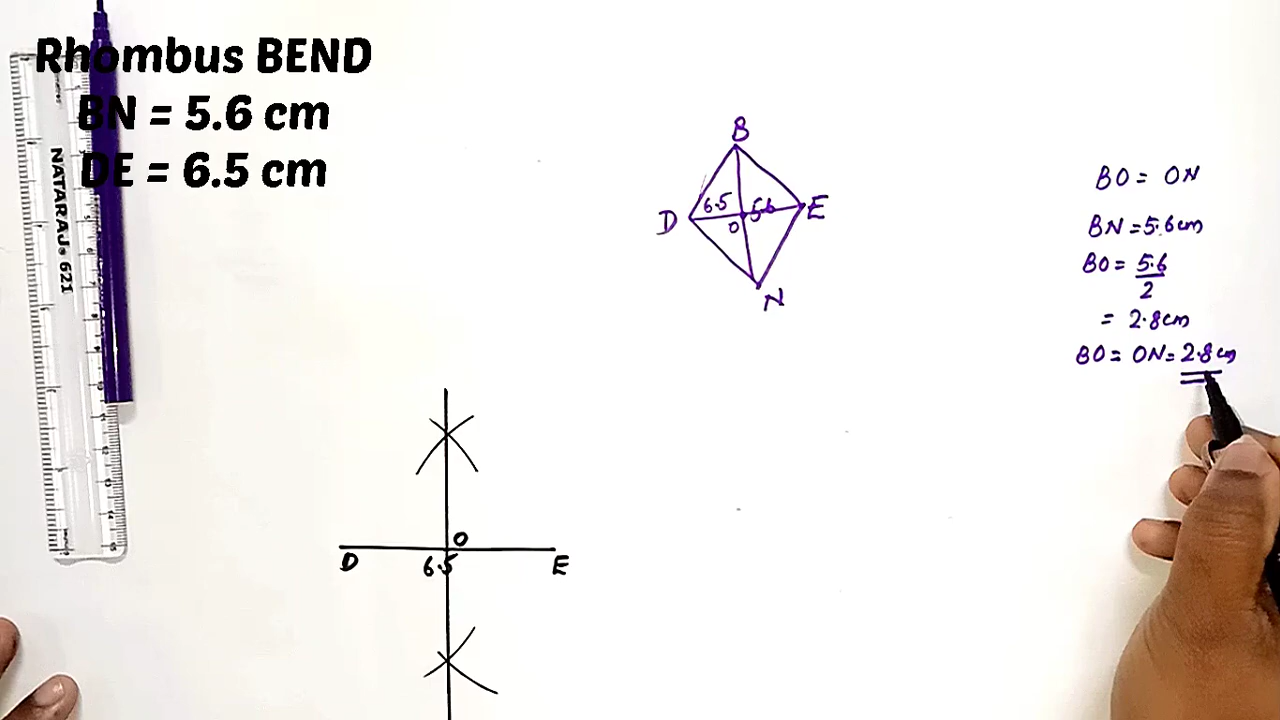 Rhombus BEND
BN = 5.6 cm
DE = 6.5 cm
NATARAJ 621
B
6.5
5.6
D
O
E
N
BO = ON
BN = 5.6cm
BO = 5.6
2
= 2.8cm
BO = ON = 2.8cm
O
D
6.5
E